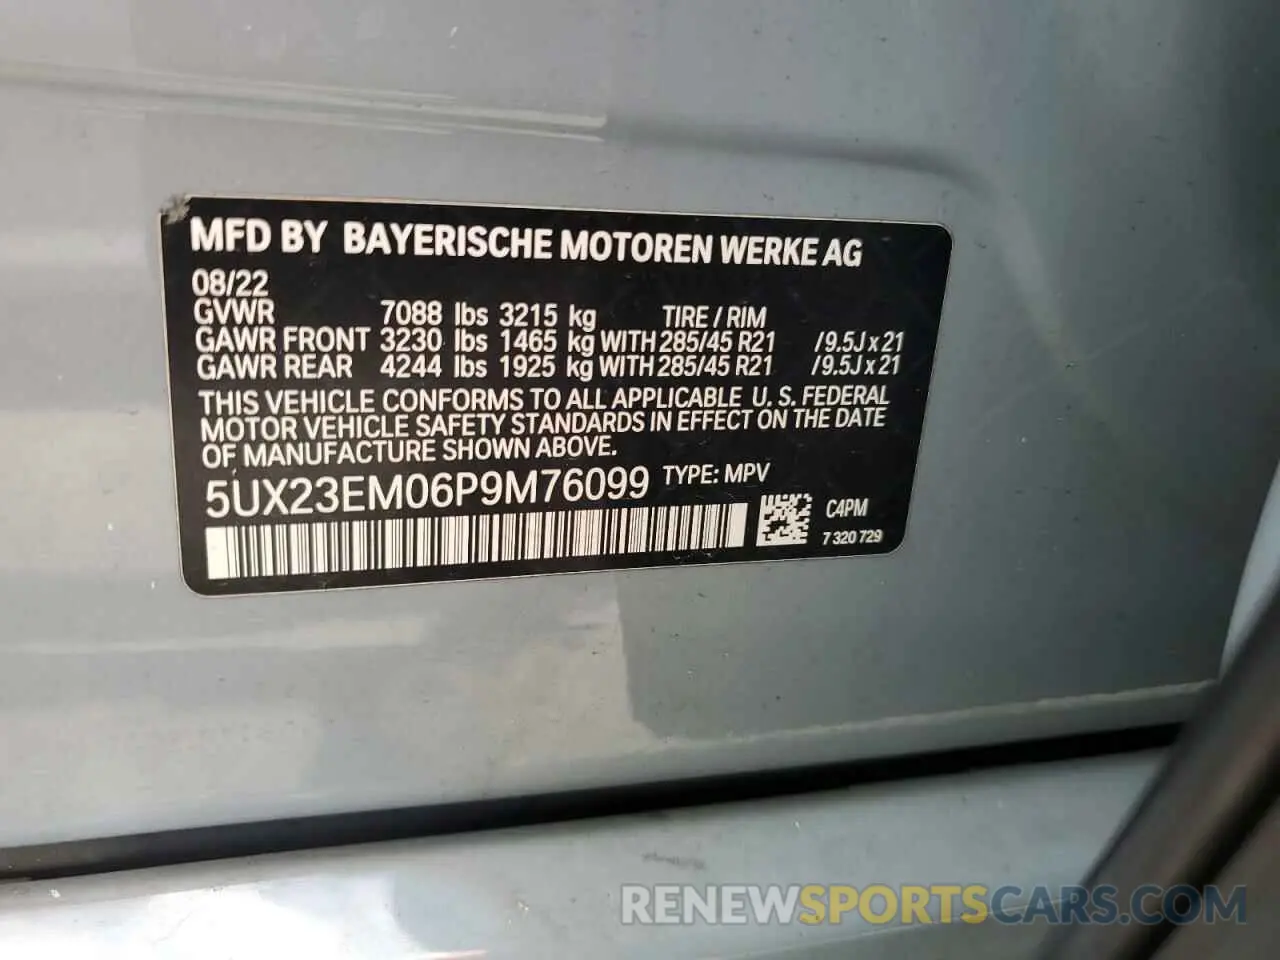 MFD BY BAYERISCHE MOTOREN WERKE AG
08/22
GVWR 7088 lbs 3215 kg TIRE / RIM
GAWR FRONT 3230 lbs 1465 kg WITH 285/45 R21 /9.5J x 21
GAWR REAR 4244 lbs 1925 kg WITH 285/45 R21 /9.5J x 21
THIS VEHICLE CONFORMS TO ALL APPLICABLE U. S. FEDERAL
MOTOR VEHICLE SAFETY STANDARDS IN EFFECT ON THE DATE
OF MANUFACTURE SHOWN ABOVE.
5UX23EM06P9M76099 TYPE: MPV
C4PM
7 320 729
RENEWSPORTSCARS.COM